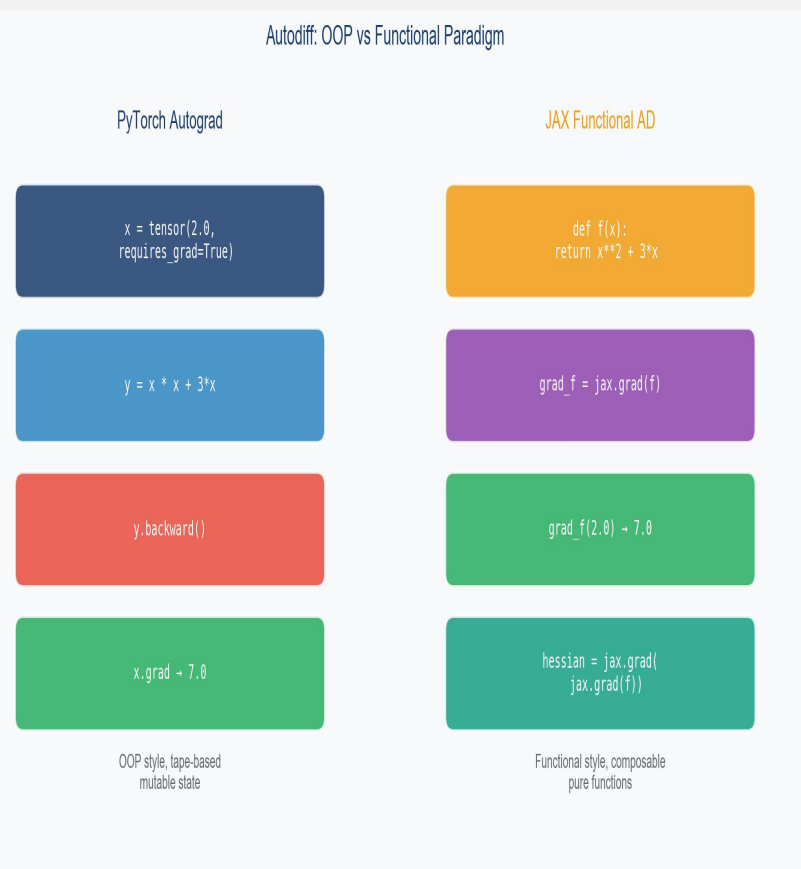 Autodiff: OOP vs Functional Paradigm
PyTorch Autograd
x = tensor(2.0,
requires_grad=True)
y = x * x + 3*x
y.backward()
x.grad → 7.0
OOP style, tape-based
mutable state
JAX Functional AD
def f(x):
return x**2 + 3*x
grad_f = jax.grad(f)
grad_f(2.0) → 7.0
hessian = jax.grad(
jax.grad(f))
Functional style, composable
pure functions